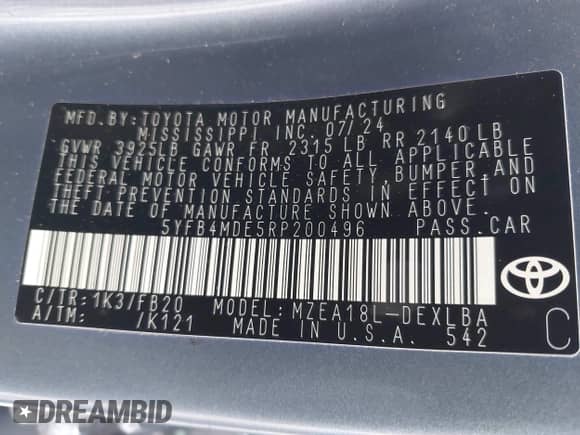 MFD.BY:TOYOTA MOTOR MANUFACTURING
MISSISSIPPI INC. 07/24
GVWR 3925LB GAWR FR 2315 LB RR 2140 LB
THIS VEHICLE CONFORMS TO ALL APPLICABLE
FEDERAL MOTOR VEHICLE SAFETY, BUMPER, AND
THEFT PREVENTION STANDARDS IN EFFECT ON
THE DATE OF MANUFACTURE SHOWN ABOVE.
5YFB4MDE5RP200496 PASS.CAR
C/TR:1K3/FB20 MODEL:MZEA18L-DEXLBA
A/TM: /K121 MADE IN U.S.A. 542
C
DREAMBID